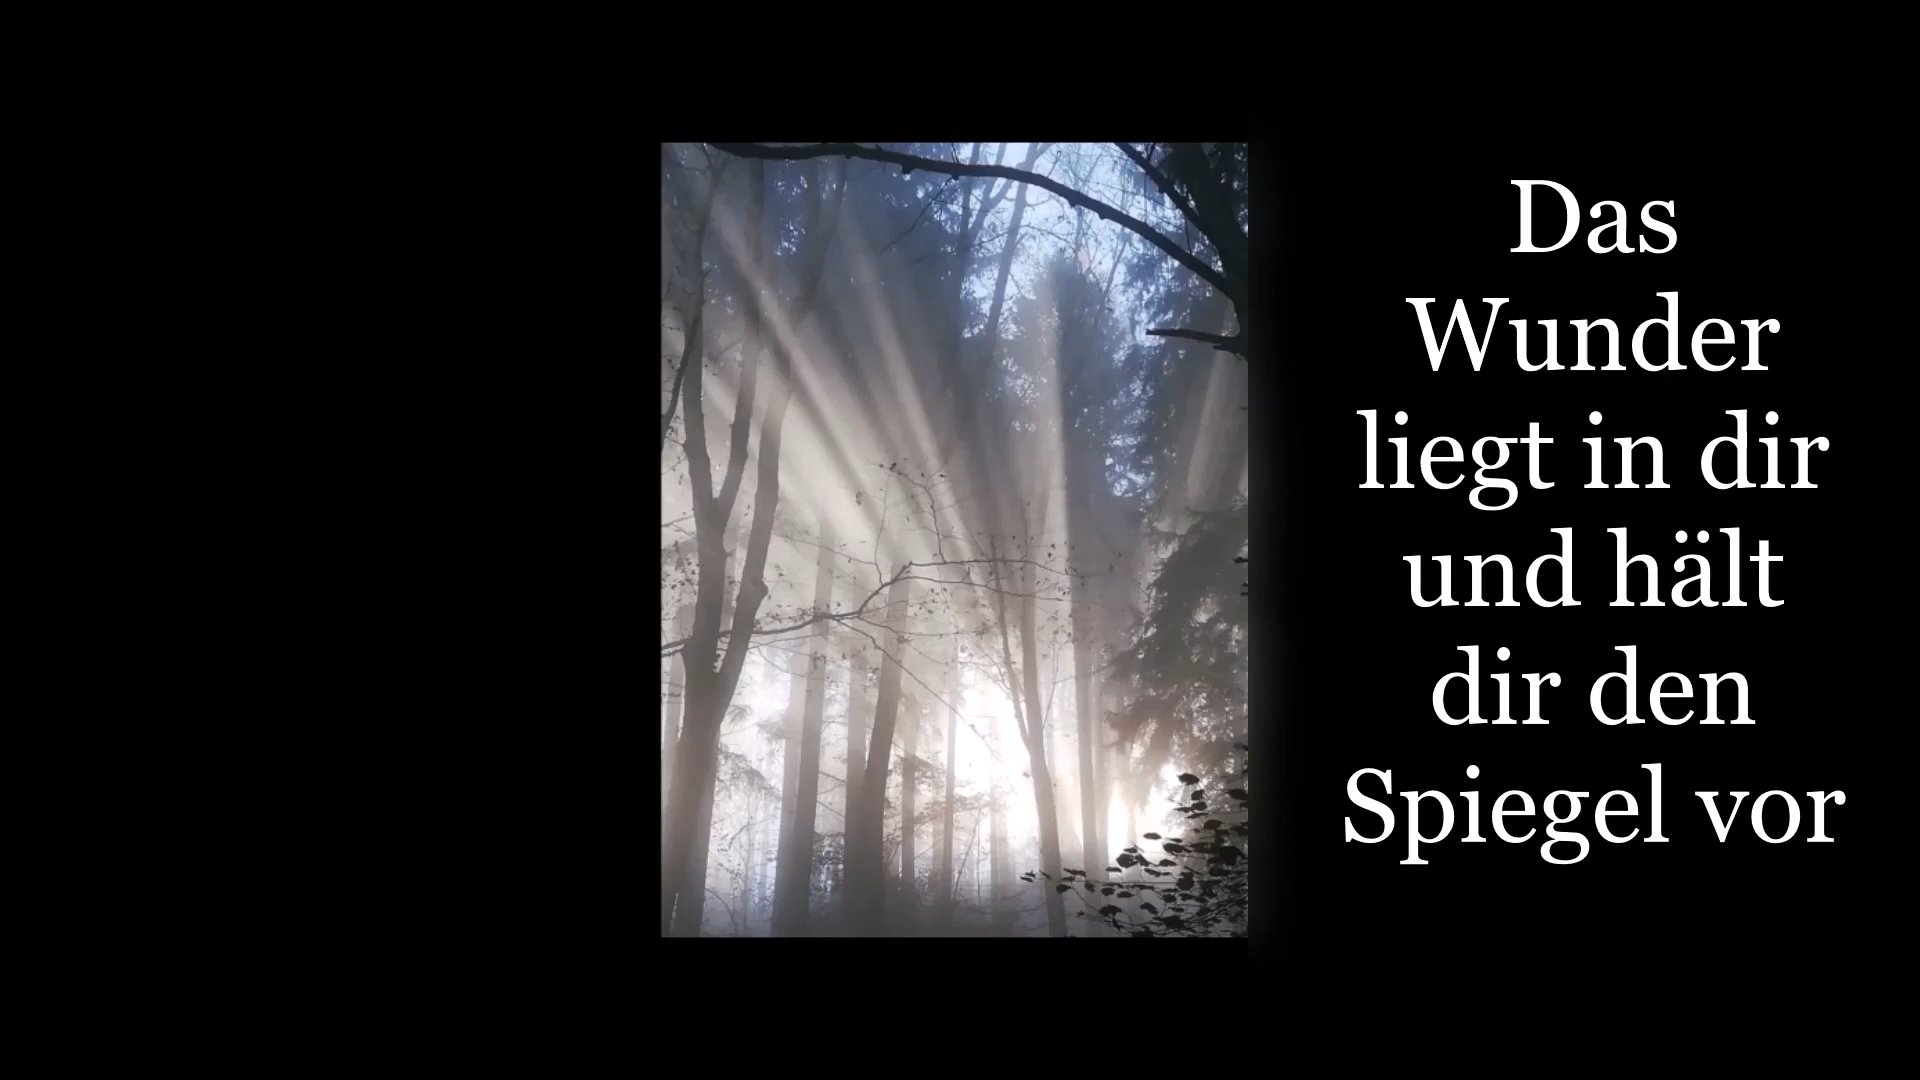 Das
Wunder
liegt in dir
und hält
dir den
Spiegel vor